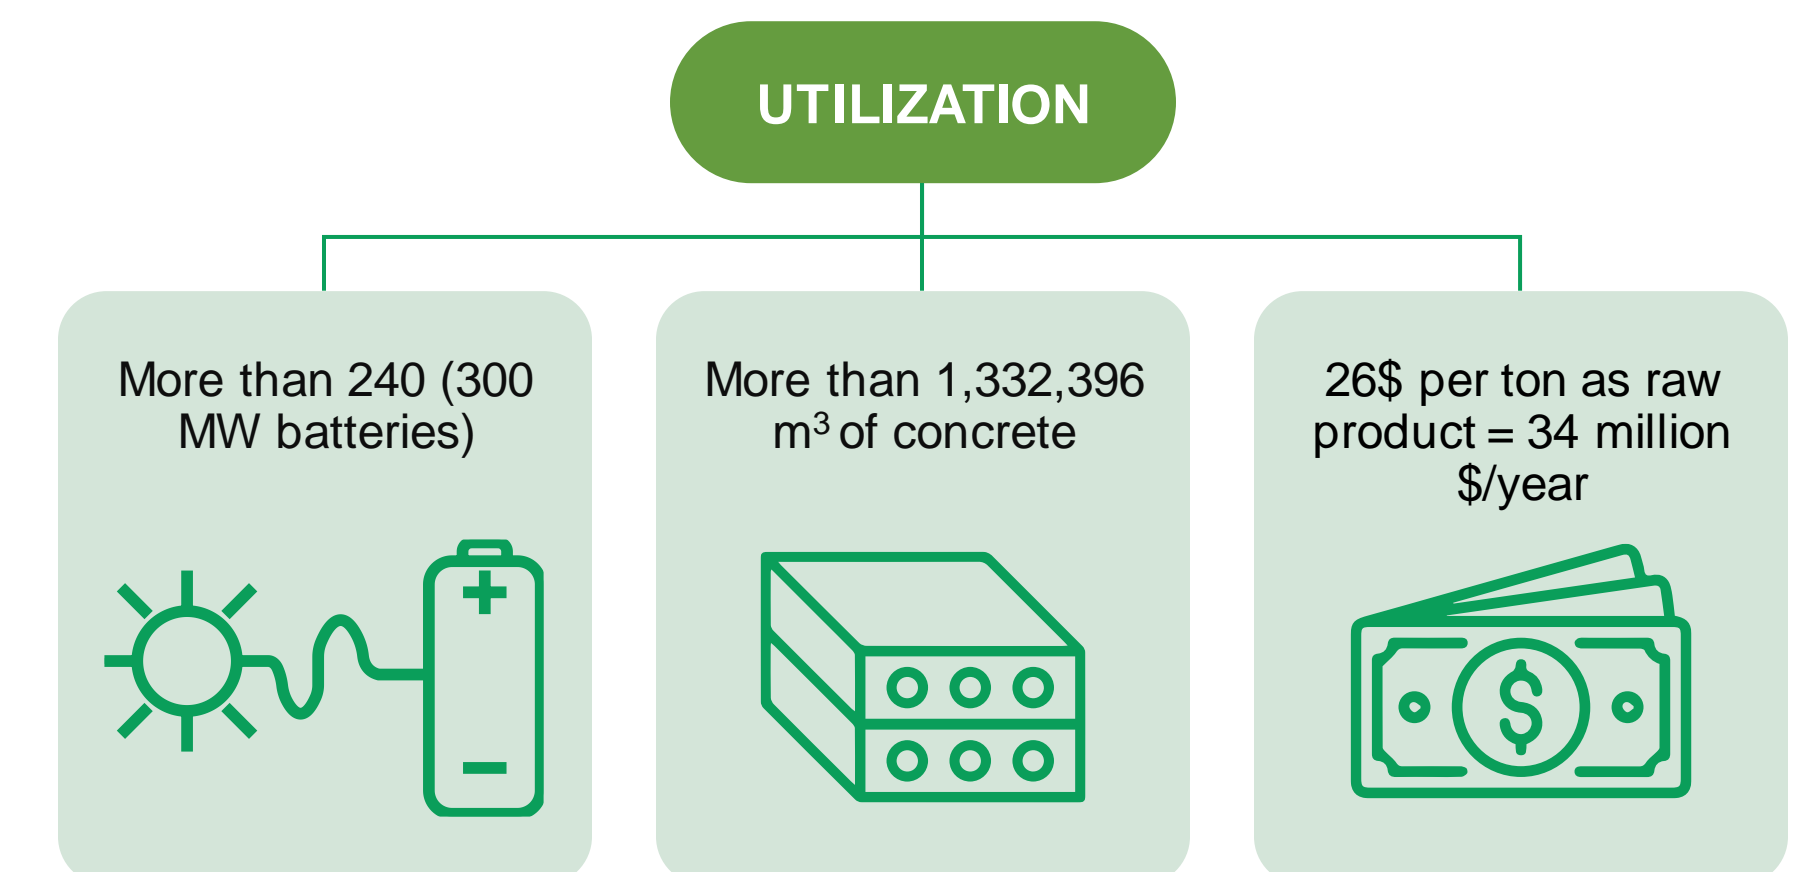 UTILIZATION
More than 240 (300
MW batteries)
More than 1,332,396
m³ of concrete
26$ per ton as raw
product = 34 million
$/year